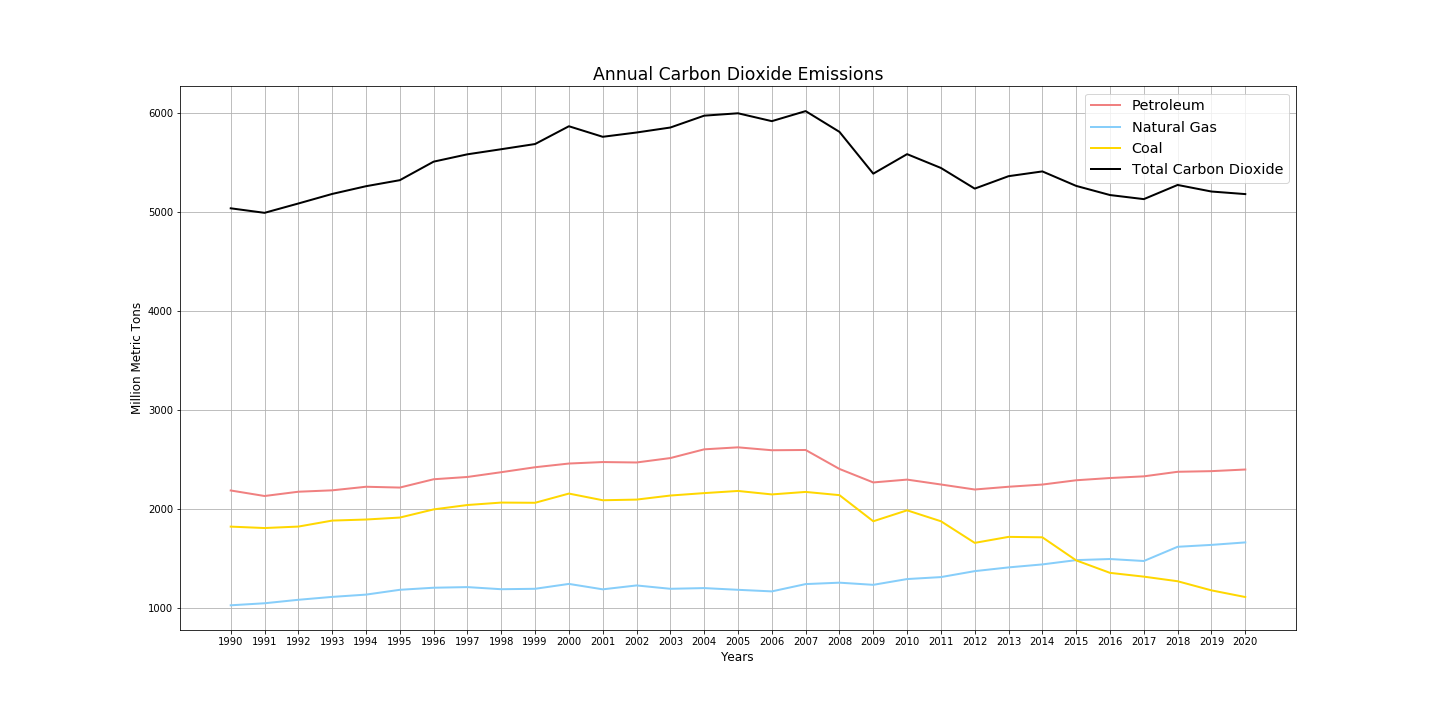 Annual Carbon Dioxide Emissions
Petroleum
Natural Gas
Coal
Total Carbon Dioxide
6000
5000
4000
3000
2000
1000
Million Metric Tons
1990 1991 1992 1993 1994 1995 1996 1997 1998 1999 2000 2001 2002 2003 2004 2005 2006 2007 2008 2009 2010 2011 2012 2013 2014 2015 2016 2017 2018 2019 2020
Years